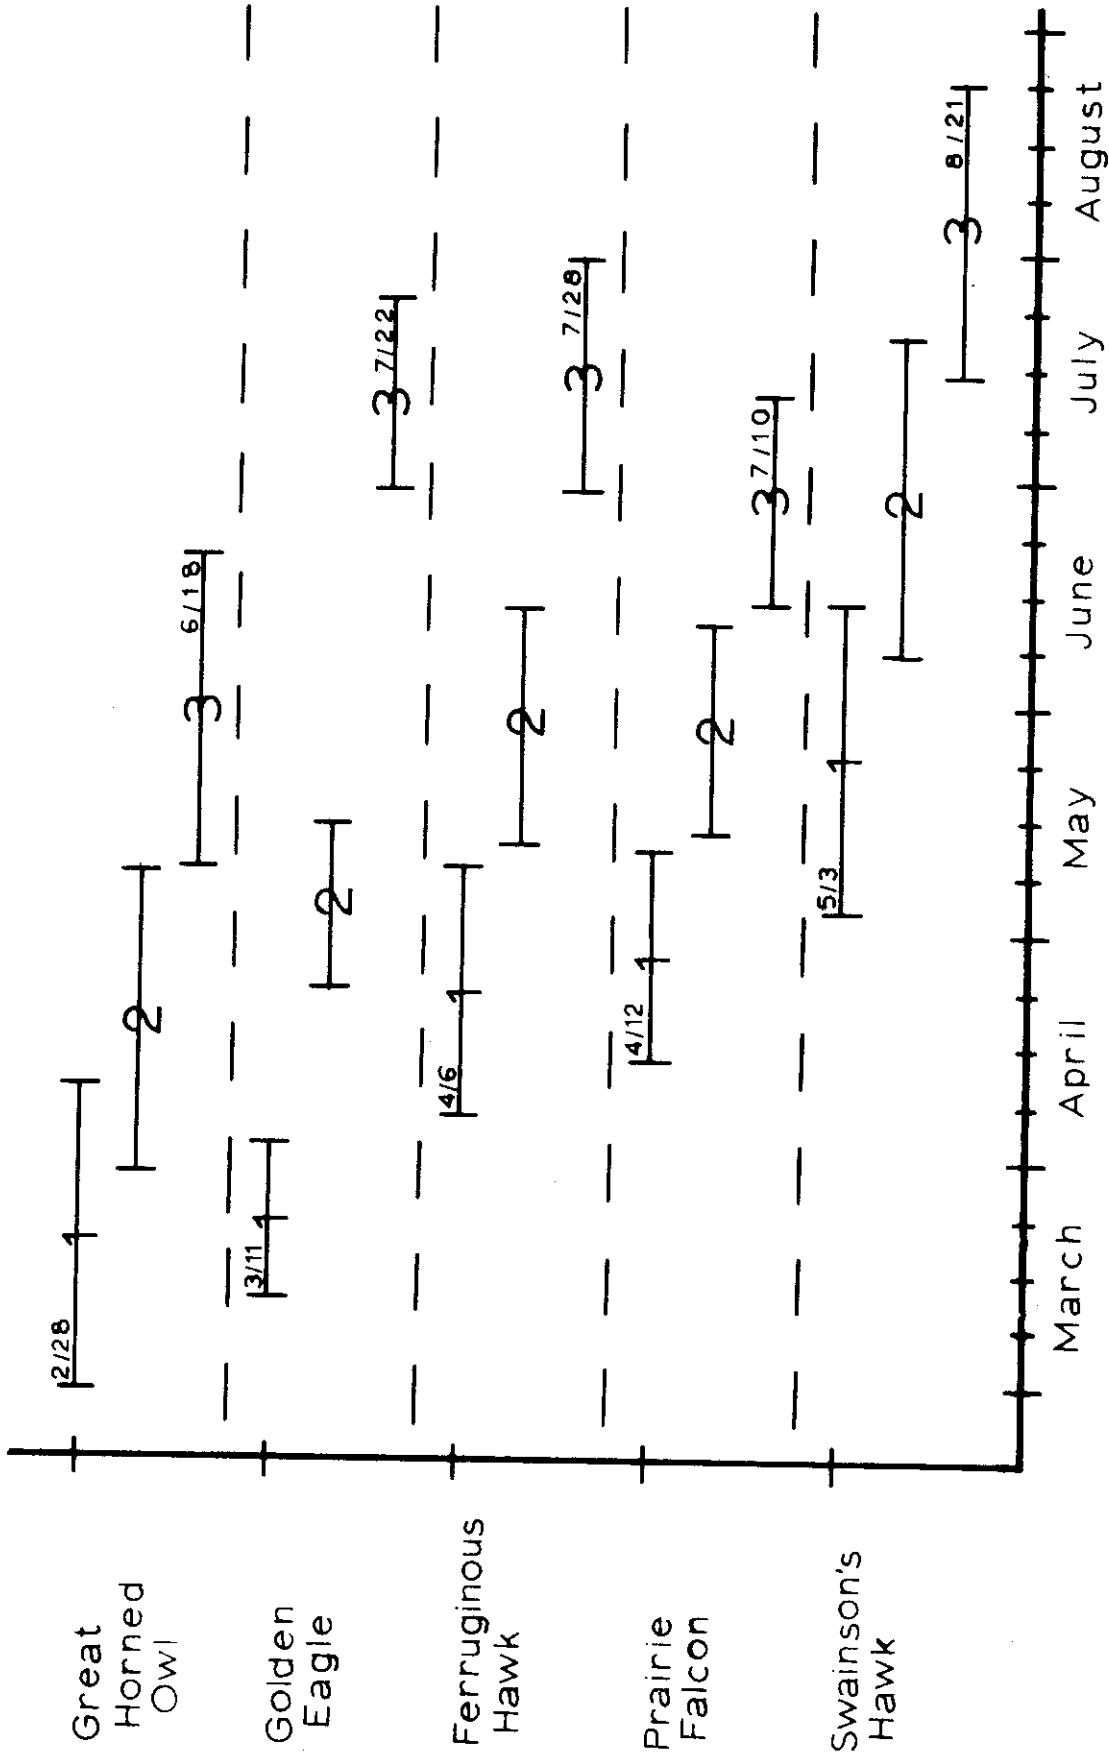 Great
Horned
Owl
2/28
1
2
3
6/18
Golden
Eagle
3/11
1
2
3
7/22
Ferruginous
Hawk
4/6
1
2
3
7/28
Prairie
Falcon
4/12
1
2
3
7/10
Swainson's
Hawk
5/3
1
2
3
8/21
March April May June July August